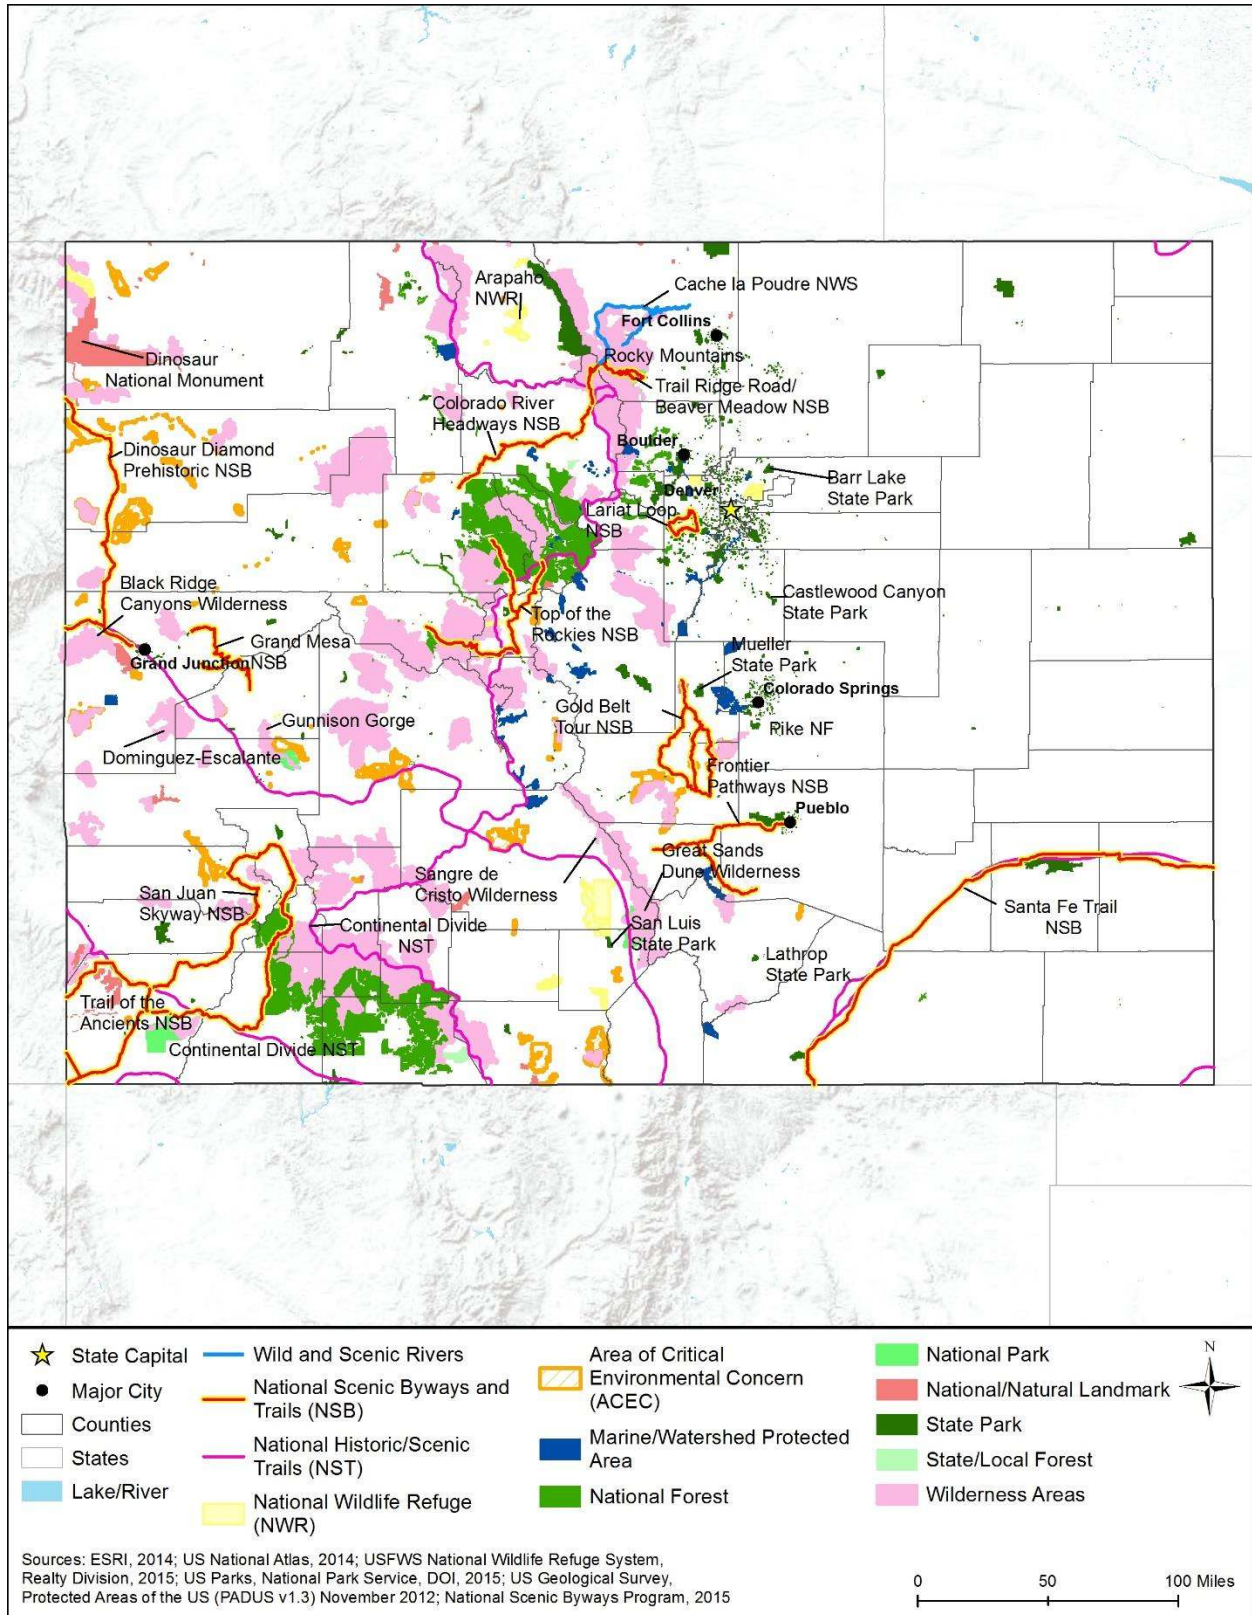 Arapaho
NWR
Cache la Poudre NWS
Fort Collins
Rocky Mountains
Trail Ridge Road/
Beaver Meadow NSB
Dinosaur
National Monument
Colorado River
Headways NSB
Boulder
Dinosaur Diamond
Prehistoric NSB
Barr Lake
State Park
Denver
Lariat Loop
NSB
Black Ridge
Canyons Wilderness
Castlewood Canyon
State Park
Top of the
Rockies NSB
Grand Mesa
NSB
Grand Junction
Mueller
State Park
Colorado Springs
Gold Belt
Tour NSB
Pike NF
Gunnison Gorge
Dominguez-Escalante
Frontier
Pathways NSB
Pueblo
Great Sands
Dune Wilderness
Sangre de
Cristo Wilderness
San Juan
Skyway NSB
Continental Divide
NST
San Luis
State Park
Santa Fe Trail
NSB
Lathrop
State Park
Trail of the
Ancients NSB
Continental Divide NST
State Capital
Major City
Counties
States
Lake/River
Wild and Scenic Rivers
National Scenic Byways and
Trails (NSB)
National Historic/Scenic
Trails (NST)
National Wildlife Refuge
(NWR)
Area of Critical
Environmental Concern
(ACEC)
Marine/Watershed Protected
Area
National Forest
National Park
National/Natural Landmark
State Park
State/Local Forest
Wilderness Areas
N
Sources: ESRI, 2014; US National Atlas, 2014; USFWS National Wildlife Refuge System,
Realty Division, 2015; US Parks, National Park Service, DOI, 2015; US Geological Survey,
Protected Areas of the US (PADUS v1.3) November 2012; National Scenic Byways Program, 2015
0 50 100 Miles